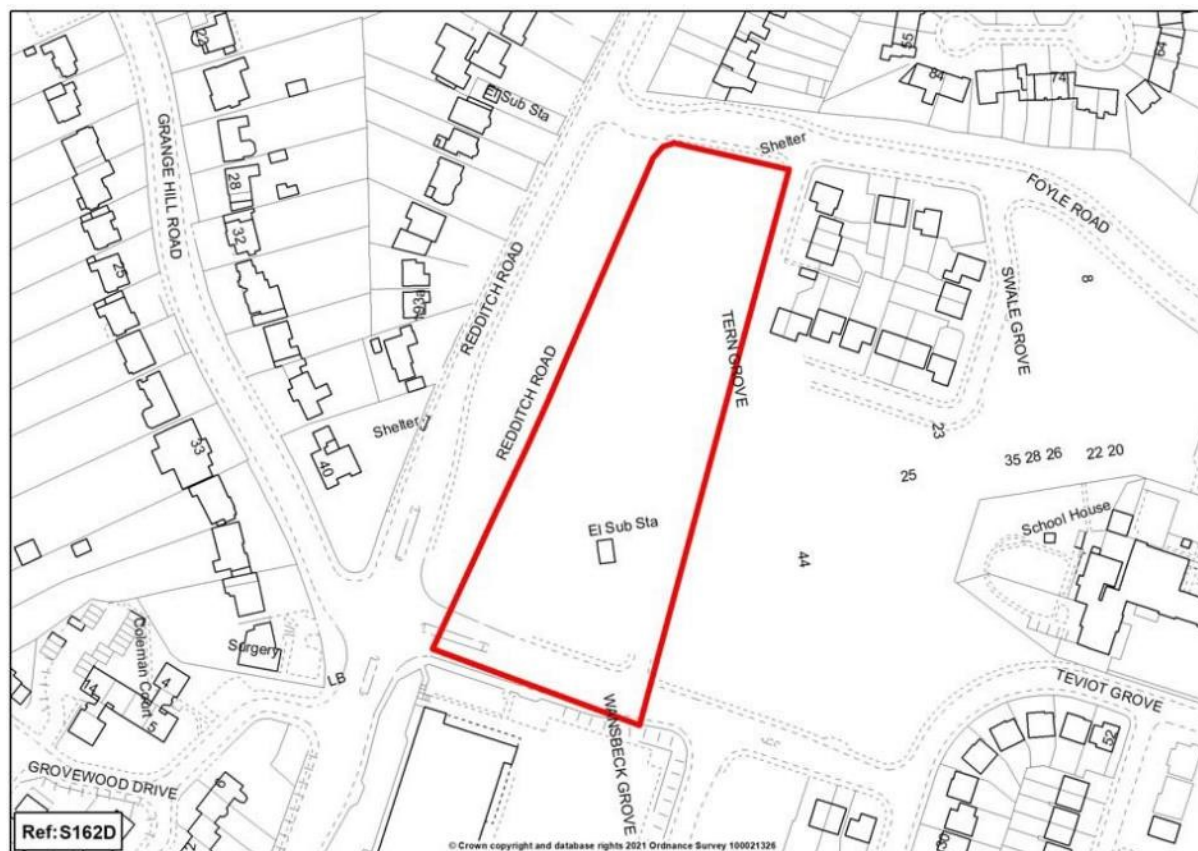 22
El Sub Sta
55
84
74
64
Shelter
GRANGE HILL ROAD
28
32
25
FOYLE ROAD
REDDITCH ROAD
193a
SWALE GROVE
8
TERN GROVE
REDDITCH ROAD
Shelter
23
33
40
25
35 28 26
22 20
School House
El Sub Sta
44
Coleman Court
Surgery
4
14
5
LB
TEVIOT GROVE
WANSBECK GROVE
52
GROVEWOOD DRIVE
Ref:S162D
© Crown copyright and database rights 2021 Ordnance Survey 100021326